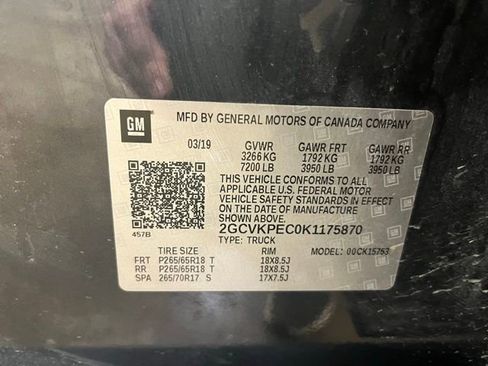 GM
MFD BY GENERAL MOTORS OF CANADA COMPANY
03/19 GVWR GAWR FRT GAWR RR
3266 KG 1792 KG 1792 KG
7200 LB 3950 LB 3950 LB
THIS VEHICLE CONFORMS TO ALL
APPLICABLE U.S. FEDERAL MOTOR
VEHICLE SAFETY STANDARDS IN EFFECT
ON THE DATE OF MANUFACTURE
SHOWN ABOVE.
2GCVKPEC0K1175870
457B TYPE: TRUCK
TIRE SIZE RIM MODEL: 00CK15753
FRT P265/65R18 T 18X8.5J
RR P265/65R18 T 18X8.5J
SPA 265/70R17 S 17X7.5J